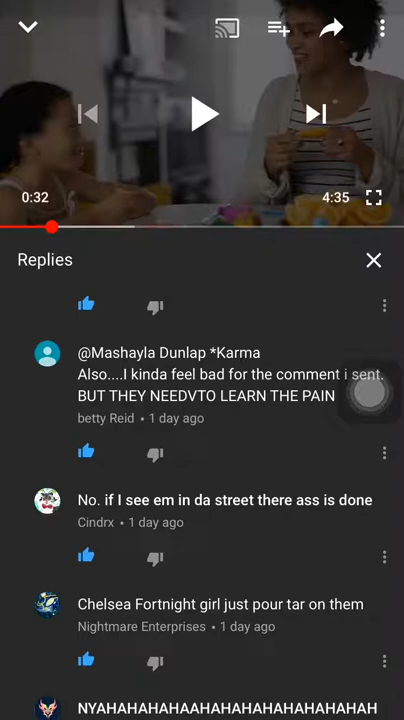 0:32
4:35
Replies
@Mashayla Dunlap *Karma
Also....I kinda feel bad for the comment i sent.
BUT THEY NEEDVTO LEARN THE PAIN
betty Reid • 1 day ago
No. if I see em in da street there ass is done
Cindrx • 1 day ago
Chelsea Fortnight girl just pour tar on them
Nightmare Enterprises • 1 day ago
NYAHAHAHAHAAHAHAHAHAHAHAHAHAH